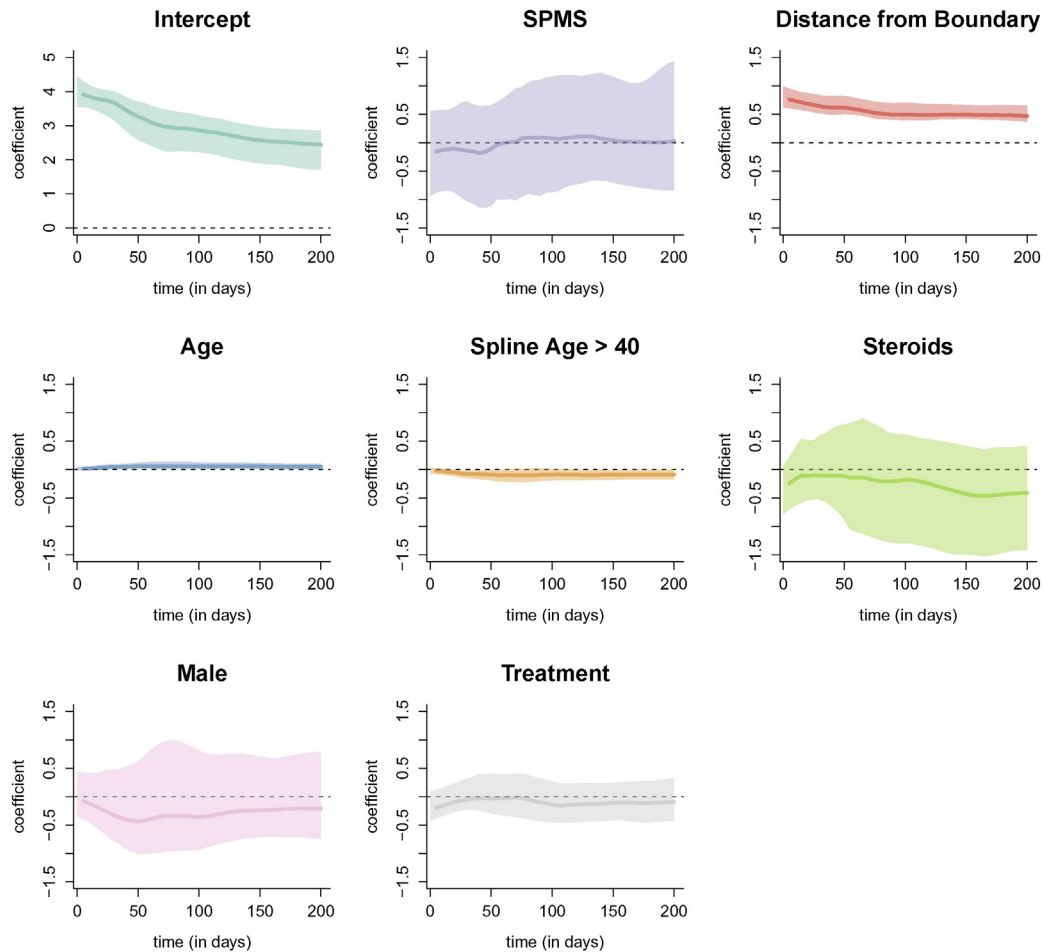 Intercept
SPMS
Distance from Boundary
coefficient
5
4
3
2
1
0
0 50 100 150 200
time (in days)
coefficient
1.5
0.5
−0.5
−1.5
0 50 100 150 200
time (in days)
coefficient
1.5
0.5
−0.5
−1.5
0 50 100 150 200
time (in days)
Age
Spline Age > 40
Steroids
coefficient
1.5
0.5
−0.5
−1.5
0 50 100 150 200
time (in days)
coefficient
1.5
0.5
−0.5
−1.5
0 50 100 150 200
time (in days)
coefficient
1.5
0.5
−0.5
−1.5
0 50 100 150 200
time (in days)
Male
Treatment
coefficient
1.5
0.5
−0.5
−1.5
0 50 100 150 200
time (in days)
coefficient
1.5
0.5
−0.5
−1.5
0 50 100 150 200
time (in days)